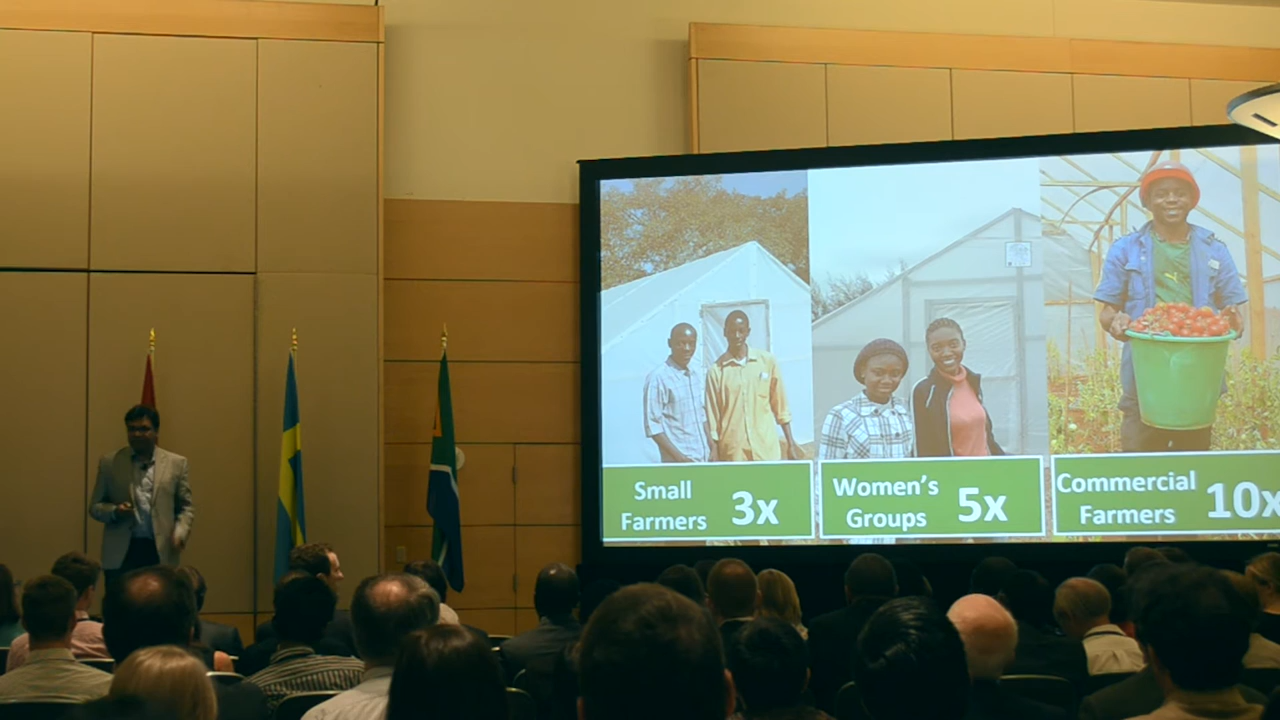 Small
Farmers
3x
Women's
Groups
5x
Commercial
Farmers
10x